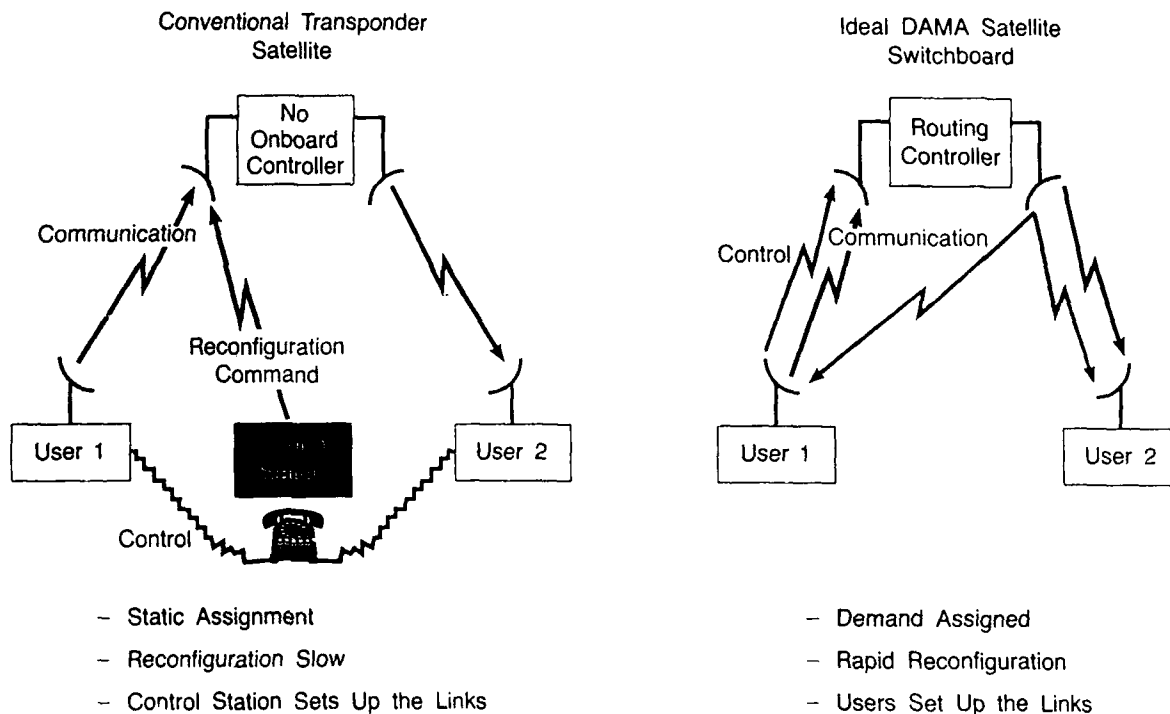 Conventional Transponder
Satellite
No
Onboard
Controller
Communication
Reconfiguration
Command
User 1
User 2
Control
– Static Assignment
– Reconfiguration Slow
– Control Station Sets Up the Links
Ideal DAMA Satellite
Switchboard
Routing
Controller
Control
Communication
User 1
User 2
– Demand Assigned
– Rapid Reconfiguration
– Users Set Up the Links